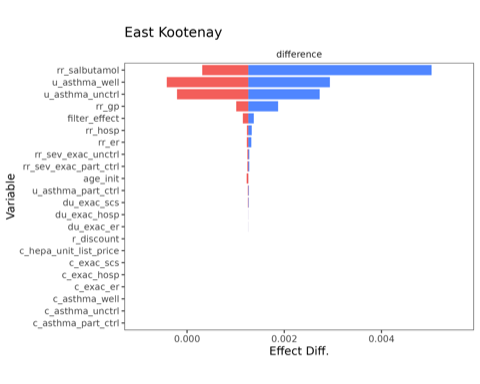 East Kootenay
difference
rr_salbutamol
u_asthma_well
u_asthma_unctrl
rr_gp
filter_effect
rr_hosp
rr_er
rr_sev_exac_unctrl
rr_sev_exac_part_ctrl
age_init
u_asthma_part_ctrl
du_exac_scs
du_exac_hosp
du_exac_er
r_discount
c_hepa_unit_list_price
c_exac_scs
c_exac_hosp
c_exac_er
c_asthma_well
c_asthma_unctrl
c_asthma_part_ctrl
Variable
0.000 0.002 0.004
Effect Diff.